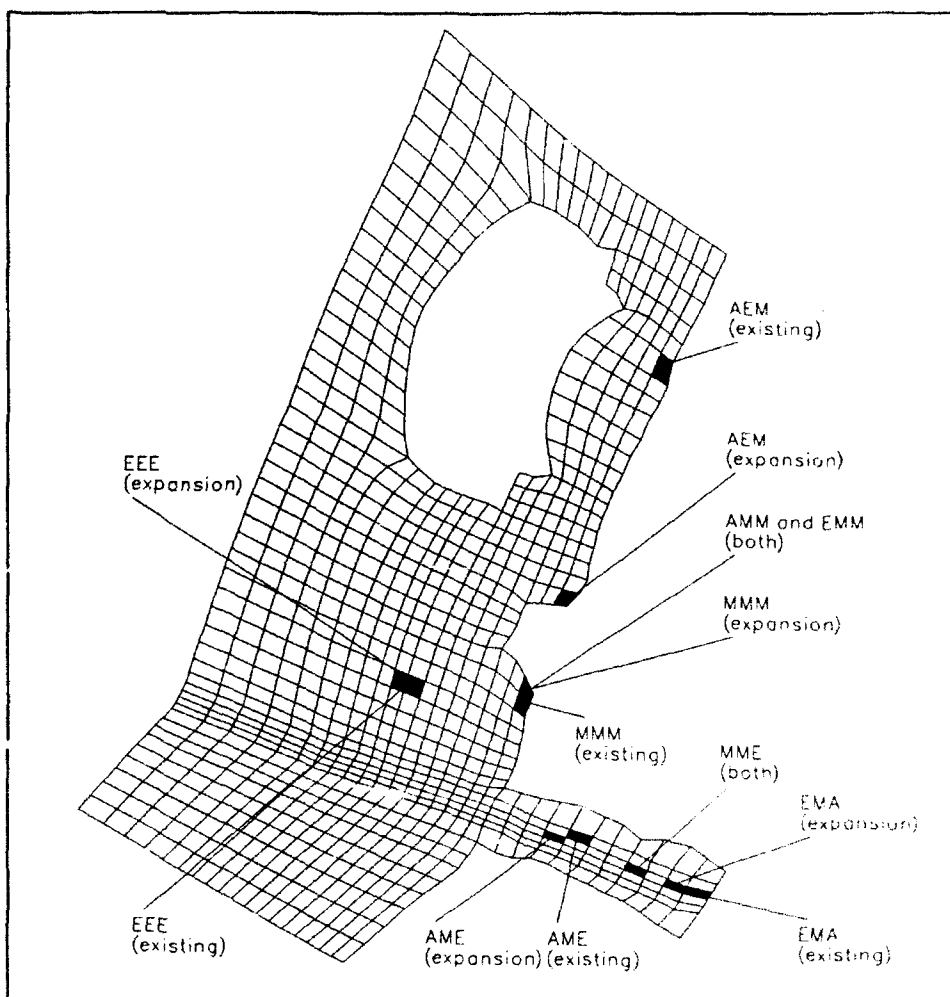 AEM
(existing)
AEM
(expansion)
EEE
(expansion)
AMM and EMM
(both)
MMM
(expansion)
MMM
(existing)
MME
(both)
EMA
(expansion)
EEE
(existing)
AME
(expansion)
AME
(existing)
EMA
(existing)